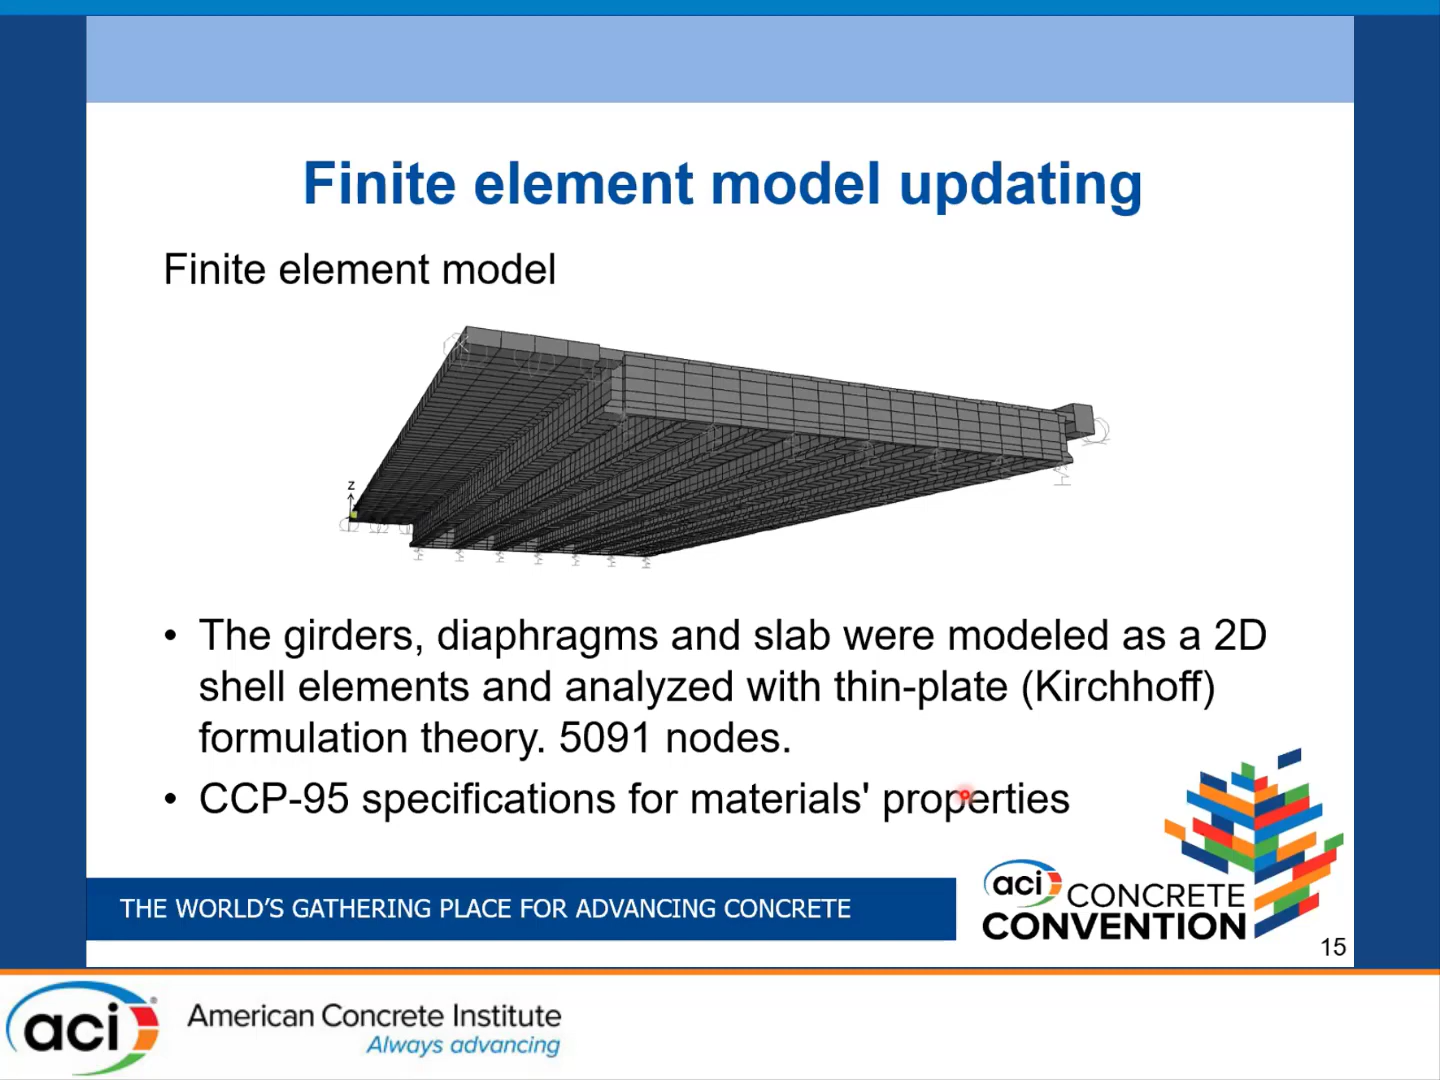 Finite element model updating
Finite element model
z
• The girders, diaphragms and slab were modeled as a 2D
shell elements and analyzed with thin-plate (Kirchhoff)
formulation theory. 5091 nodes.
• CCP-95 specifications for materials' properties
THE WORLD'S GATHERING PLACE FOR ADVANCING CONCRETE
aci CONCRETE
CONVENTION
15
aci American Concrete Institute
Always advancing